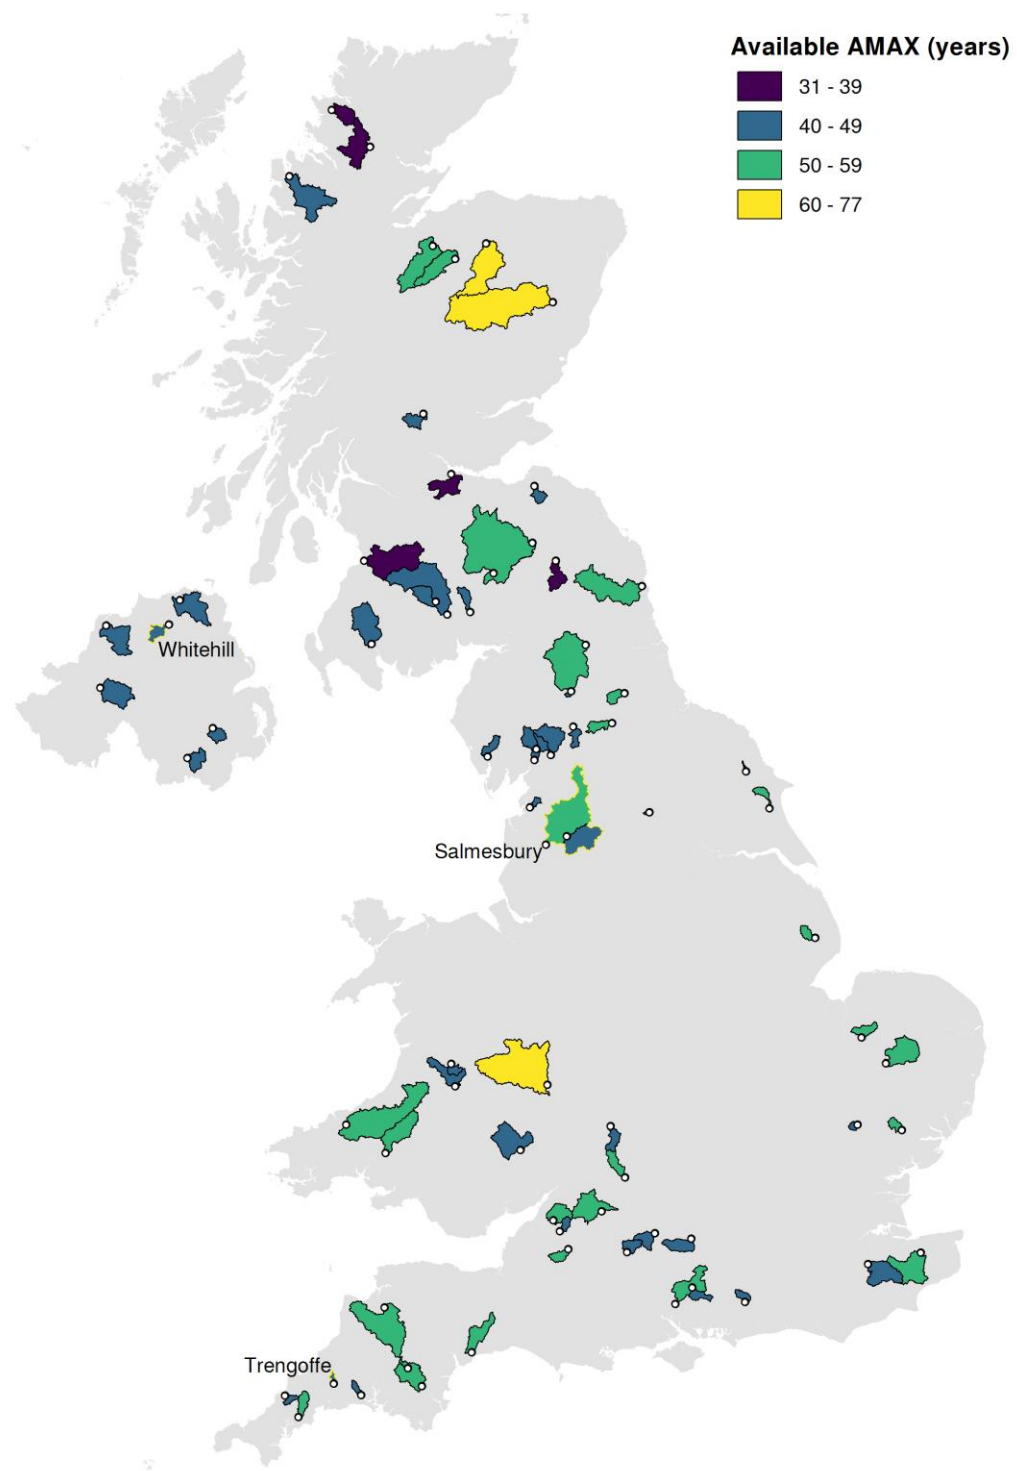 Available AMAX (years)
31 - 39
40 - 49
50 - 59
60 - 77
Whitehill
Salmesbury
Trengoffe